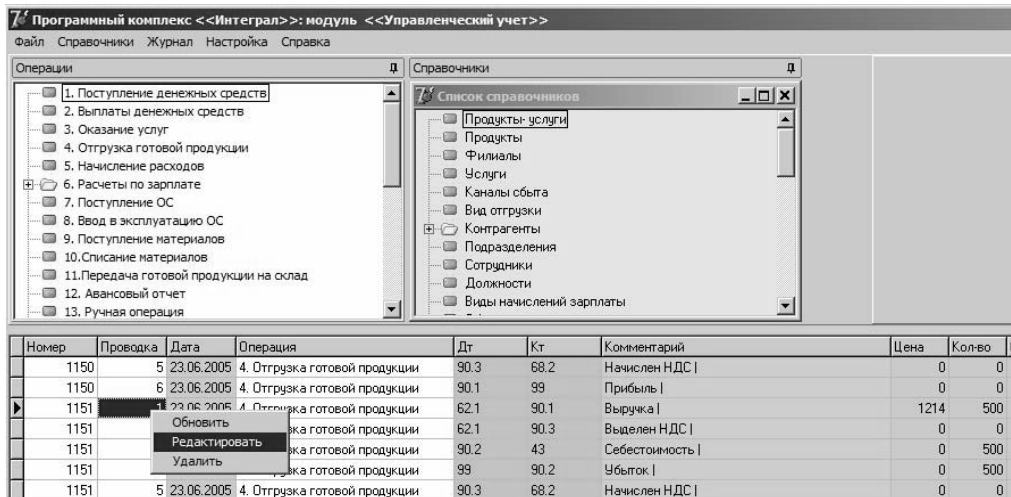 Программный комплекс <<Интеграл>>: модуль <<Управленческий учет>>
Файл Справочники Журнал Настройка Справка
Операции
1. Поступление денежных средств
2. Выплаты денежных средств
3. Оказание услуг
4. Отгрузка готовой продукции
5. Начисление расходов
6. Расчеты по зарплате
7. Поступление ОС
8. Ввод в эксплуатацию ОС
9. Поступление материалов
10.Списание материалов
11.Передача готовой продукции на склад
12. Авансовый отчет
13. Ручная операция
Справочники
Список справочников
Продукты- услуги
Продукты
Филиалы
Услуги
Каналы сбыта
Вид отгрузки
Контрагенты
Подразделения
Сотрудники
Должности
Виды начислений зарплаты
Номер Проводка Дата Операция Дт Кт Комментарий Цена Кол-во
1150 5 23.06.2005 4. Отгрузка готовой продукции 90.3 68.2 Начислен НДС | 0 0
1150 6 23.06.2005 4. Отгрузка готовой продукции 90.1 99 Прибыль | 0 0
1151 1 23.06.2005 4. Отгрузка готовой продукции 62.1 90.1 Выручка | 1214 500
1151 ка готовой продукции 62.1 90.3 Выделен НДС | 0 0
1151 ка готовой продукции 90.2 43 Себестоимость | 0 500
1151 ка готовой продукции 99 90.2 Убыток | 0 500
1151 5 23.06.2005 4. Отгрузка готовой продукции 90.3 68.2 Начислен НДС | 0 0
Обновить
Редактировать
Удалить